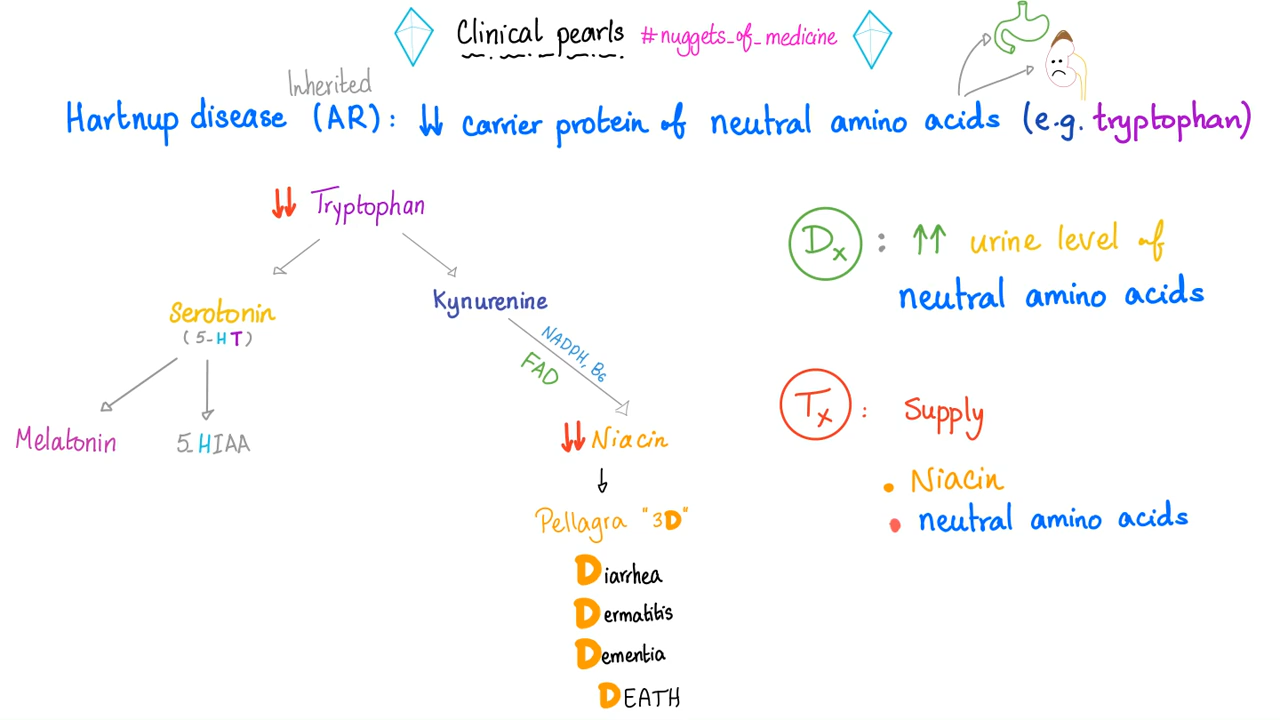 Clinical pearls #nuggets_of_medicine
Inherited
Hartnup disease (AR): ↓↓ carrier protein of neutral amino acids (e.g. tryptophan)
↓↓ Tryptophan
Serotonin
(5-HT)
Kynurenine
NADPH, B6
FAD
Melatonin
5-HIAA
↓↓ Niacin
↓
Pellagra "3D"
Diarrhea
Dermatitis
Dementia
DEATH
Dx : ↑↑ urine level of
neutral amino acids
Tx : Supply
• Niacin
• neutral amino acids